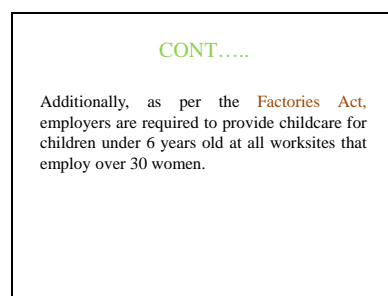 CONT.....
Additionally, as per the Factories Act,
employers are required to provide childcare for
children under 6 years old at all worksites that
employ over 30 women.